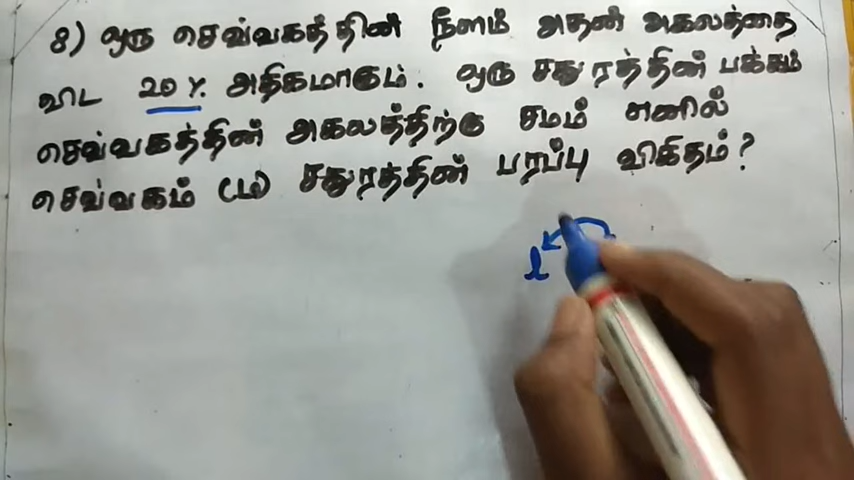 8) ஒரு செவ்வகத்தின் நீளம் அதன் அகலத்தை
விட 20 %. அதிகமாகும். ஒரு சதுரத்தின் பக்கம்
செவ்வகத்தின் அகலத்திற்கு சமம் எனில்
செவ்வகம் (ம) சதுரத்தின் பரப்பு விகிதம்?
l